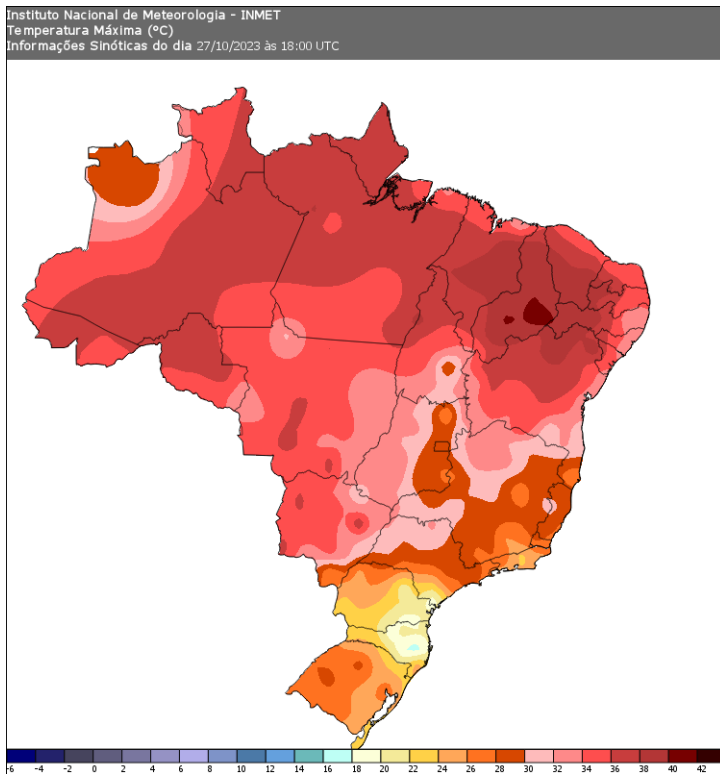 Instituto Nacional de Meteorologia - INMET
Temperatura Máxima (°C)
Informações Sinóticas do dia 27/10/2023 às 18:00 UTC
-6 -4 -2 0 2 4 6 8 10 12 14 16 18 20 22 24 26 28 30 32 34 36 38 40 42